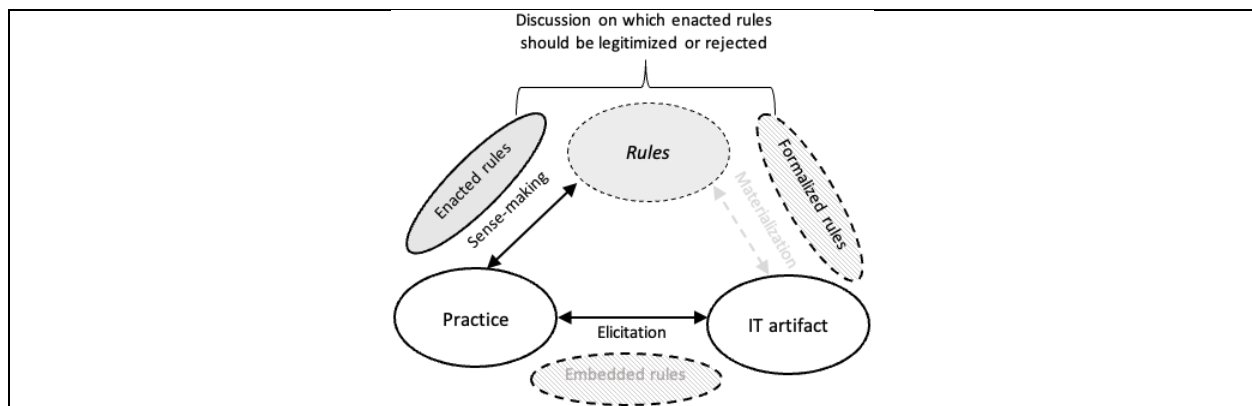 Discussion on which enacted rules
should be legitimized or rejected
Rules
Enacted rules
Sense-making
Materialization
Formalized rules
Practice
Elicitation
IT artifact
Embedded rules